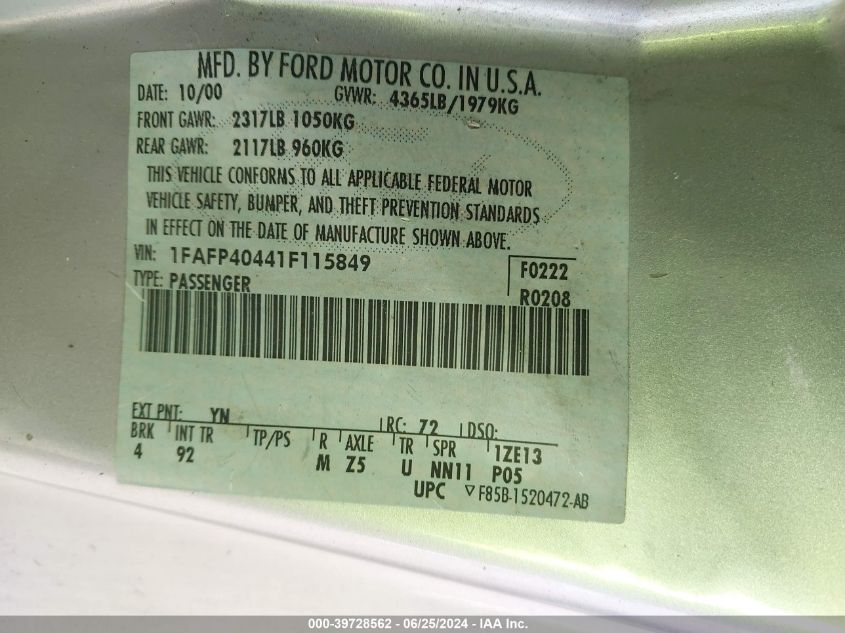 MFD. BY FORD MOTOR CO. IN U.S.A.
DATE: 10/00 GVWR: 4365LB/1979KG
FRONT GAWR: 2317LB 1050KG
REAR GAWR: 2117LB 960KG
THIS VEHICLE CONFORMS TO ALL APPLICABLE FEDERAL MOTOR
VEHICLE SAFETY, BUMPER, AND THEFT PREVENTION STANDARDS
IN EFFECT ON THE DATE OF MANUFACTURE SHOWN ABOVE.
VIN: 1FAFP40441F115849 F0222
TYPE: PASSENGER R0208
EXT PNT: YN RC: 72 DSO:
BRK INT TR TP/PS R AXLE TR SPR 1ZE13
4 92 M Z5 U NN11 P05
UPC ▽F85B-1520472-AB
000-39728562 - 06/25/2024 - IAA Inc.